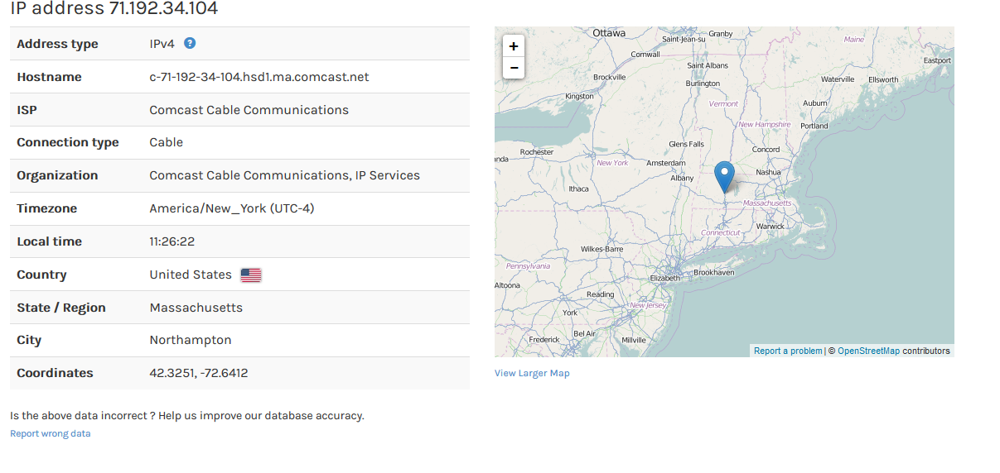 IP address 71.192.34.104
Address type IPv4 ?
Hostname c-71-192-34-104.hsd1.ma.comcast.net
ISP Comcast Cable Communications
Connection type Cable
Organization Comcast Cable Communications, IP Services
Timezone America/New_York (UTC-4)
Local time 11:26:22
Country United States
State / Region Massachusetts
City Northampton
Coordinates 42.3251, -72.6412
Is the above data incorrect ? Help us improve our database accuracy.
Report wrong data
+
−
Ottawa
Saint-Jean-su
Granby
Maine
Cornwall
Eastport
Saint Albans
Brockville
Burlington
Waterville
Ellsworth
Kingston
Vermont
Auburn
New Hampshire
Portland
Glens Falls
Concord
Rochester
nda
New York
Amsterdam
Albany
Nashua
Ithaca
Massachusetts
Warwick
Connecticut
Wilkes-Barre
Pennsylvania
Elizabeth
Brookhaven
Altoona
Reading
New Jersey
York
Bel Air
Frederick
Millville
Report a problem | © OpenStreetMap contributors
View Larger Map